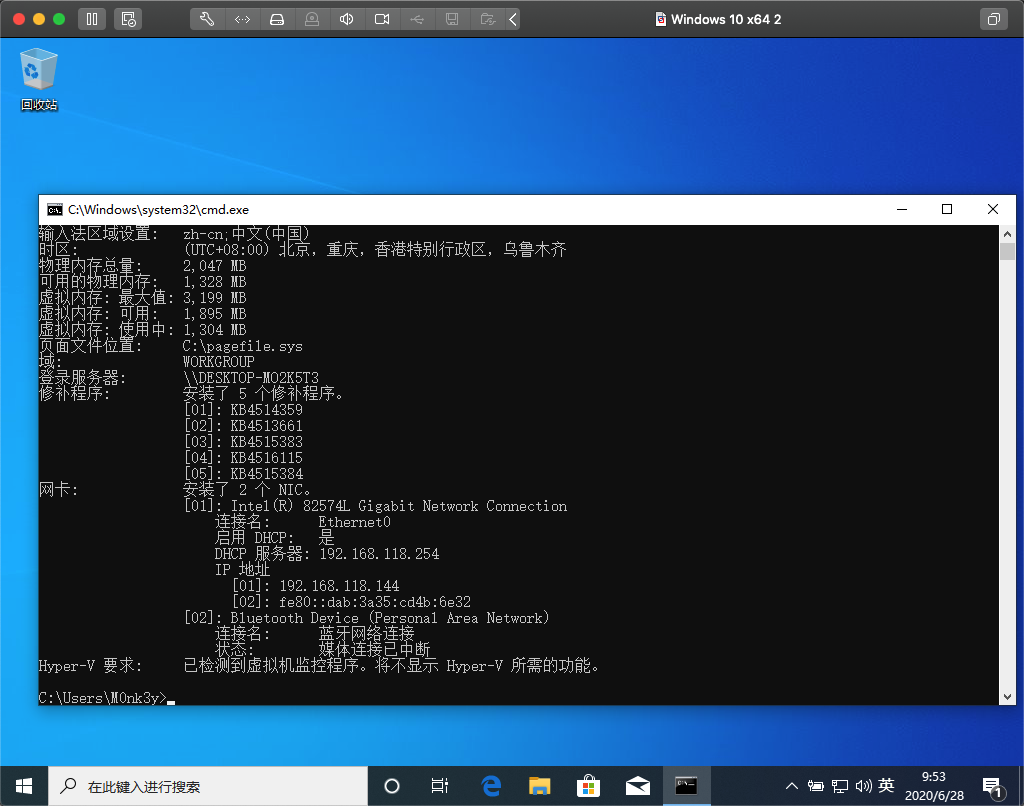 Windows 10 x64 2
回收站
C:\Windows\system32\cmd.exe
输入法区域设置: zh-cn;中文(中国)
时区: (UTC+08:00) 北京，重庆，香港特别行政区，乌鲁木齐
物理内存总量: 2,047 MB
可用的物理内存: 1,328 MB
虚拟内存: 最大值: 3,199 MB
虚拟内存: 可用: 1,895 MB
虚拟内存: 使用中: 1,304 MB
页面文件位置: C:\pagefile.sys
域: WORKGROUP
登录服务器: \\DESKTOP-MO2K5T3
修补程序: 安装了 5 个修补程序。
[01]: KB4514359
[02]: KB4513661
[03]: KB4515383
[04]: KB4516115
[05]: KB4515384
网卡: 安装了 2 个 NIC。
[01]: Intel(R) 82574L Gigabit Network Connection
连接名: Ethernet0
启用 DHCP: 是
DHCP 服务器: 192.168.118.254
IP 地址
[01]: 192.168.118.144
[02]: fe80::dab:3a35:cd4b:6e32
[02]: Bluetooth Device (Personal Area Network)
连接名: 蓝牙网络连接
状态: 媒体连接已中断
Hyper-V 要求: 已检测到虚拟机监控程序。将不显示 Hyper-V 所需的功能。
C:\Users\M0nk3y>
在此键入进行搜索
英
9:53
2020/6/28
1